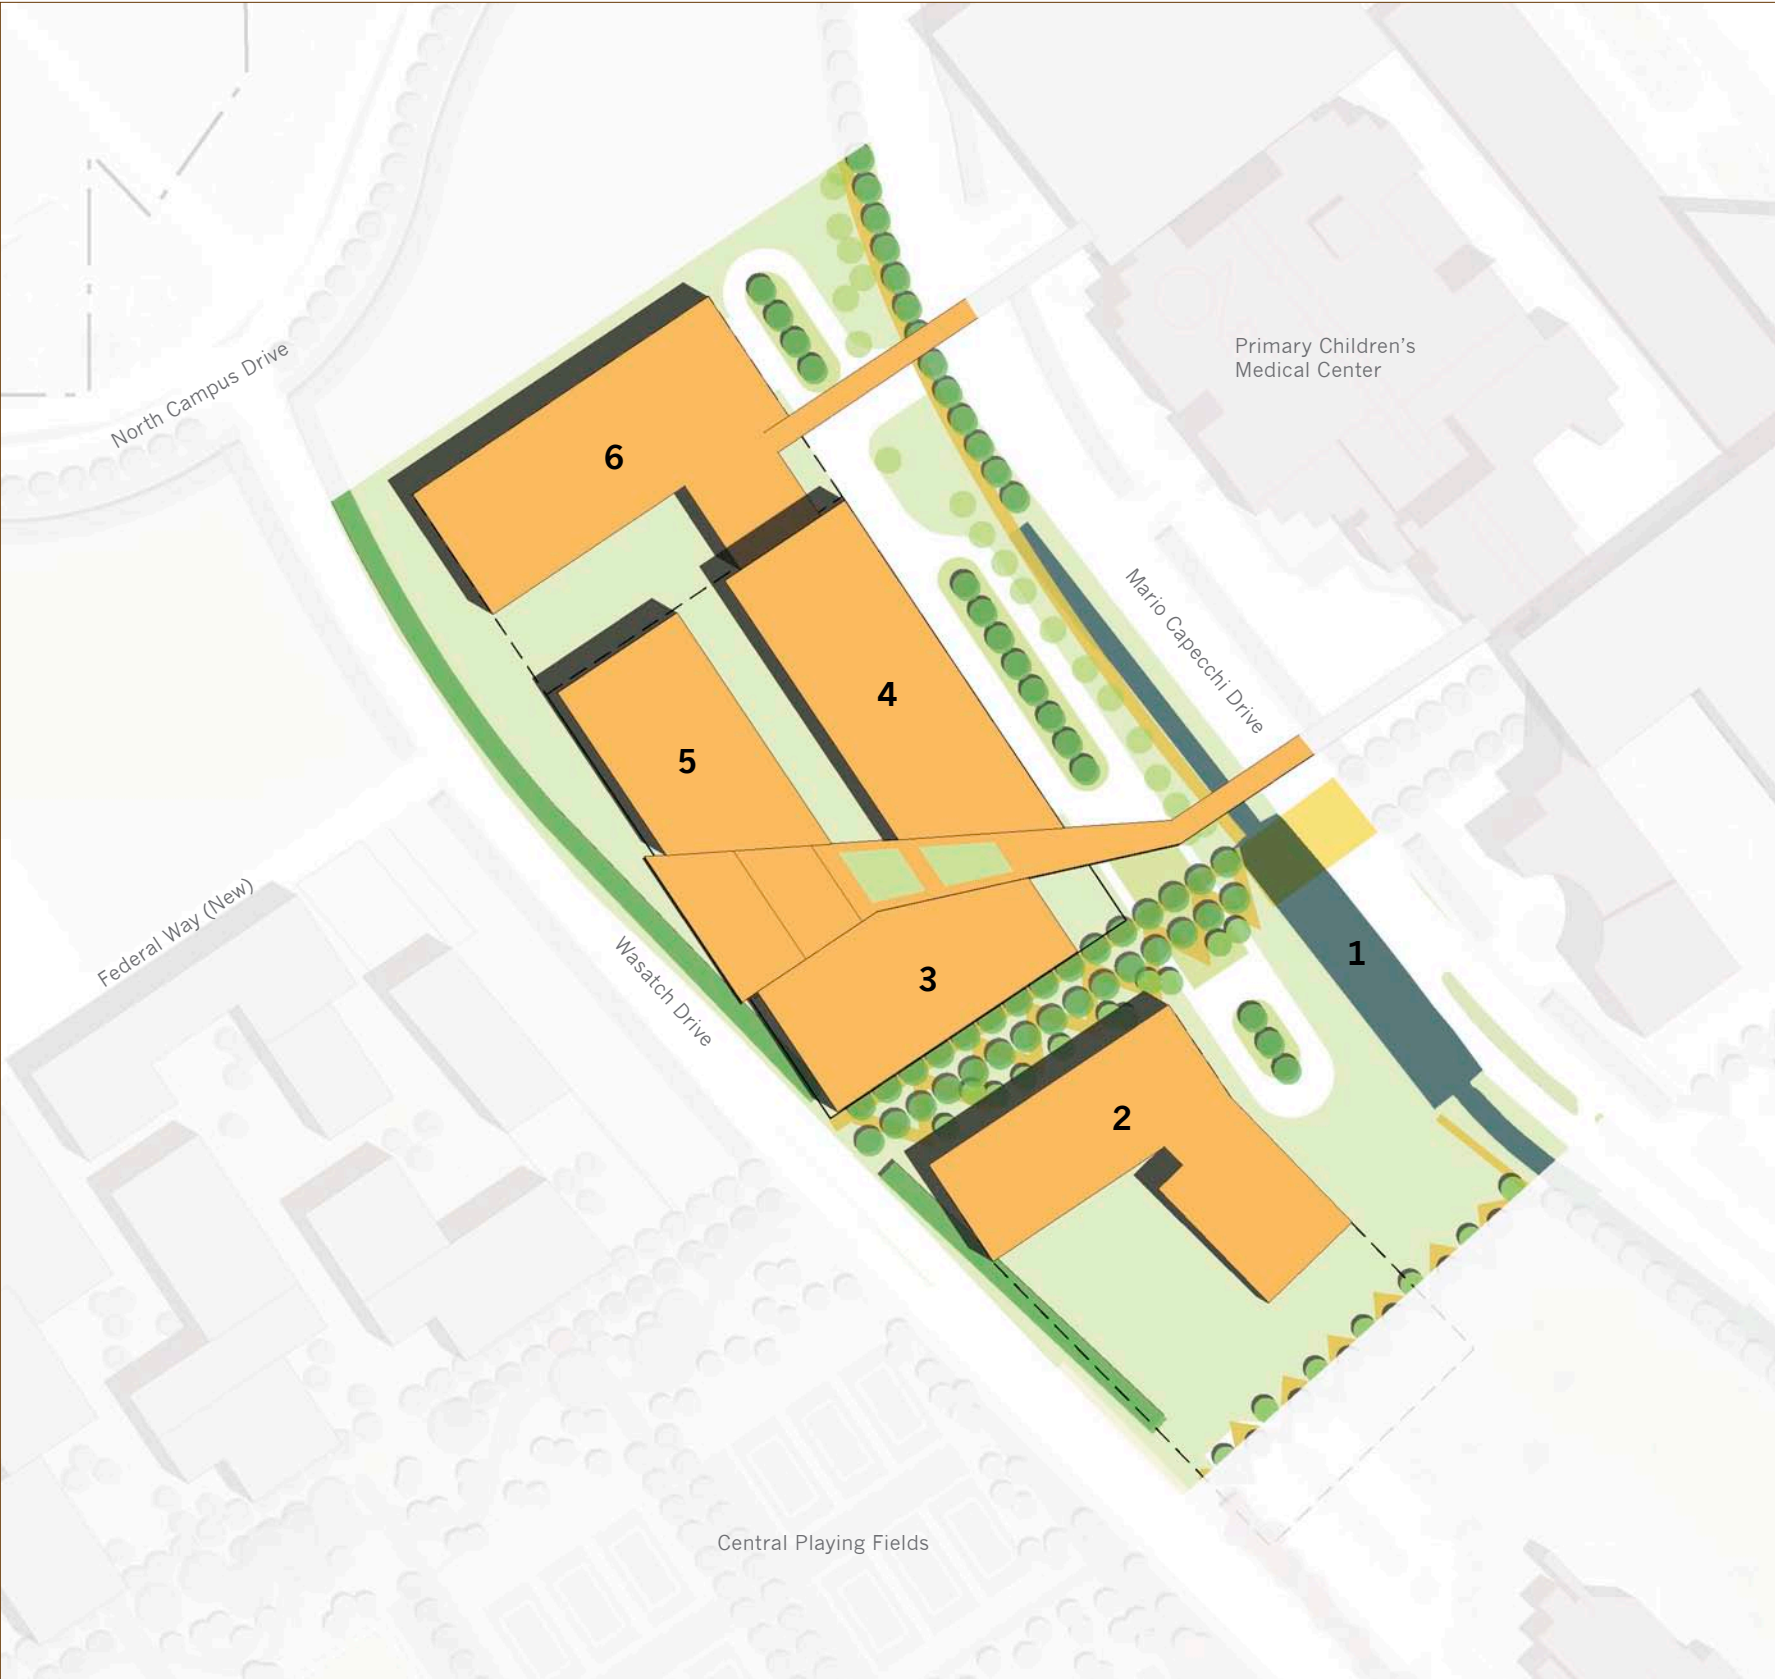 Primary Children's
Medical Center
North Campus Drive
6
Mario Capecchi Drive
4
5
Federal Way (New)
Wasatch Drive
3
1
2
Central Playing Fields